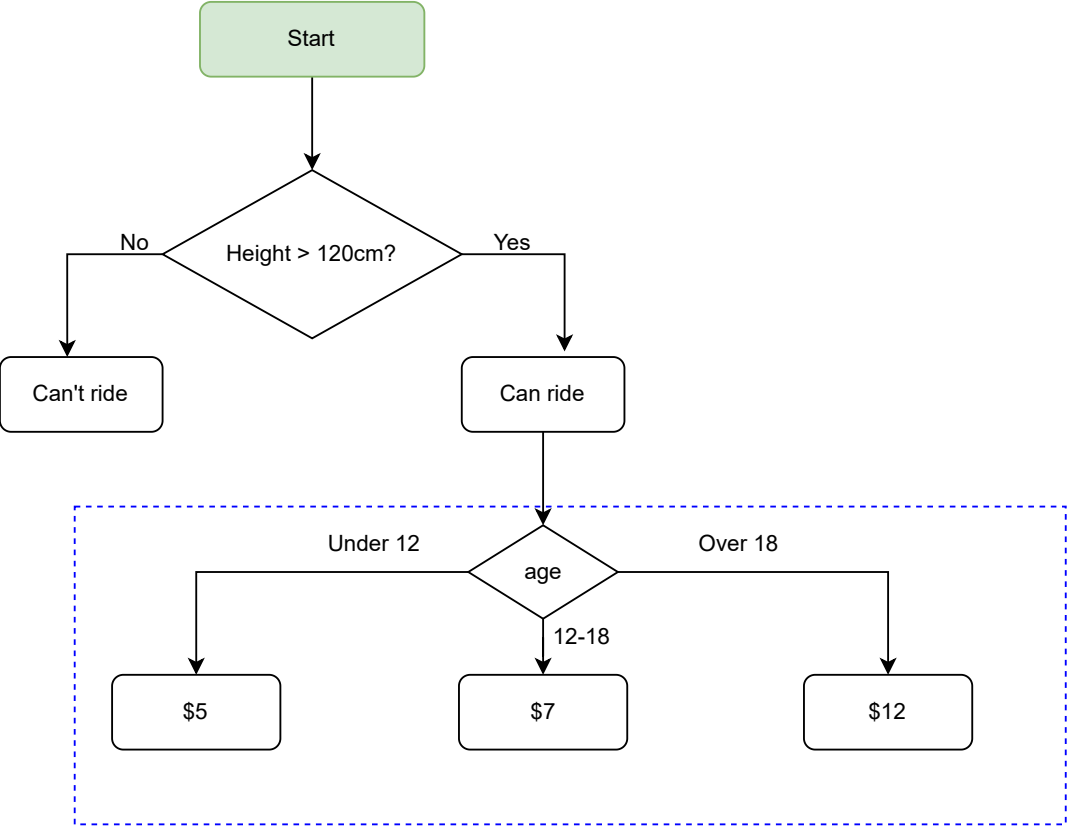 Start
No
Height > 120cm?
Yes
Can't ride
Can ride
Under 12
age
Over 18
12-18
$5
$7
$12